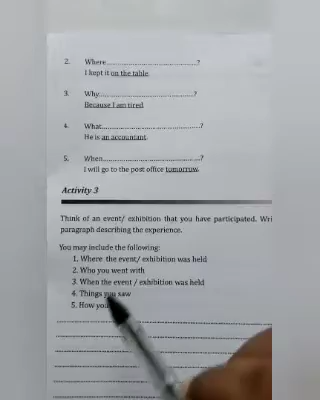 2. Where..............................................?
I kept it on the table.
3. Why................................................?
Because I am tired
4. What................................................?
He is an accountant.
5. When................................................?
I will go to the post office tomorrow.
Activity 3
Think of an event/ exhibition that you have participated.
paragraph describing the experience.
You may include the following:
1. Where the event/ exhibition was held
2. Who you went with
3. When the event / exhibition was held
4. Things you saw
5. How you